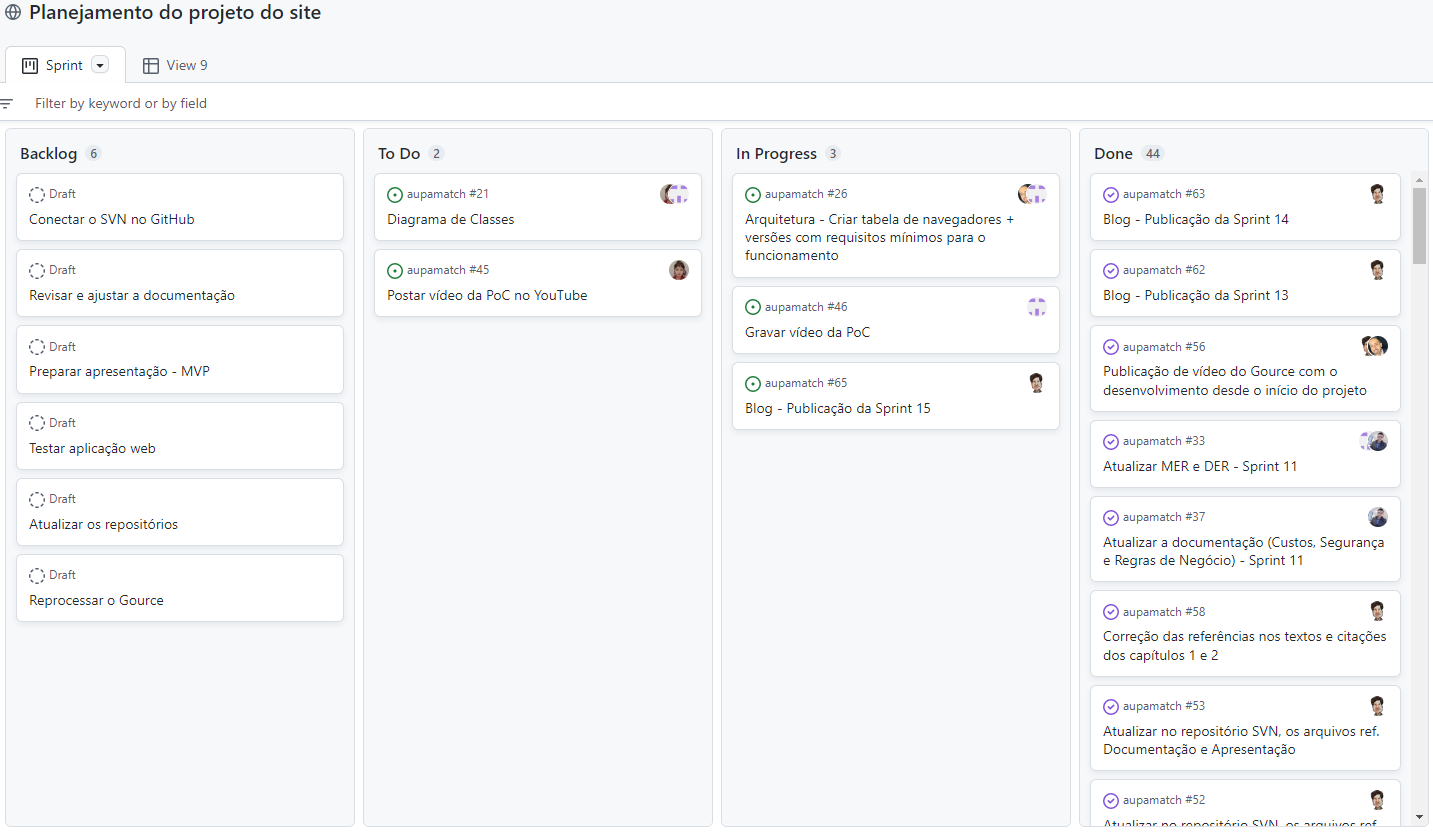 Planejamento do projeto do site
Sprint
View 9
Filter by keyword or by field
Backlog 6
Draft
Conectar o SVN no GitHub
Draft
Revisar e ajustar a documentação
Draft
Preparar apresentação - MVP
Draft
Testar aplicação web
Draft
Atualizar os repositórios
Draft
Reprocessar o Gource
To Do 2
aupamatch #21
Diagrama de Classes
aupamatch #45
Postar vídeo da PoC no YouTube
In Progress 3
aupamatch #26
Arquitetura - Criar tabela de navegadores +
versões com requisitos mínimos para o
funcionamento
aupamatch #46
Gravar vídeo da PoC
aupamatch #65
Blog - Publicação da Sprint 15
Done 44
aupamatch #63
Blog - Publicação da Sprint 14
aupamatch #62
Blog - Publicação da Sprint 13
aupamatch #56
Publicação de vídeo do Gource com o
desenvolvimento desde o início do projeto
aupamatch #33
Atualizar MER e DER - Sprint 11
aupamatch #37
Atualizar a documentação (Custos, Segurança
e Regras de Negócio) - Sprint 11
aupamatch #58
Correção das referências nos textos e citações
dos capítulos 1 e 2
aupamatch #53
Atualizar no repositório SVN, os arquivos ref.
Documentação e Apresentação
aupamatch #52
Atualizar no repositório SVN, os arquivos ref.